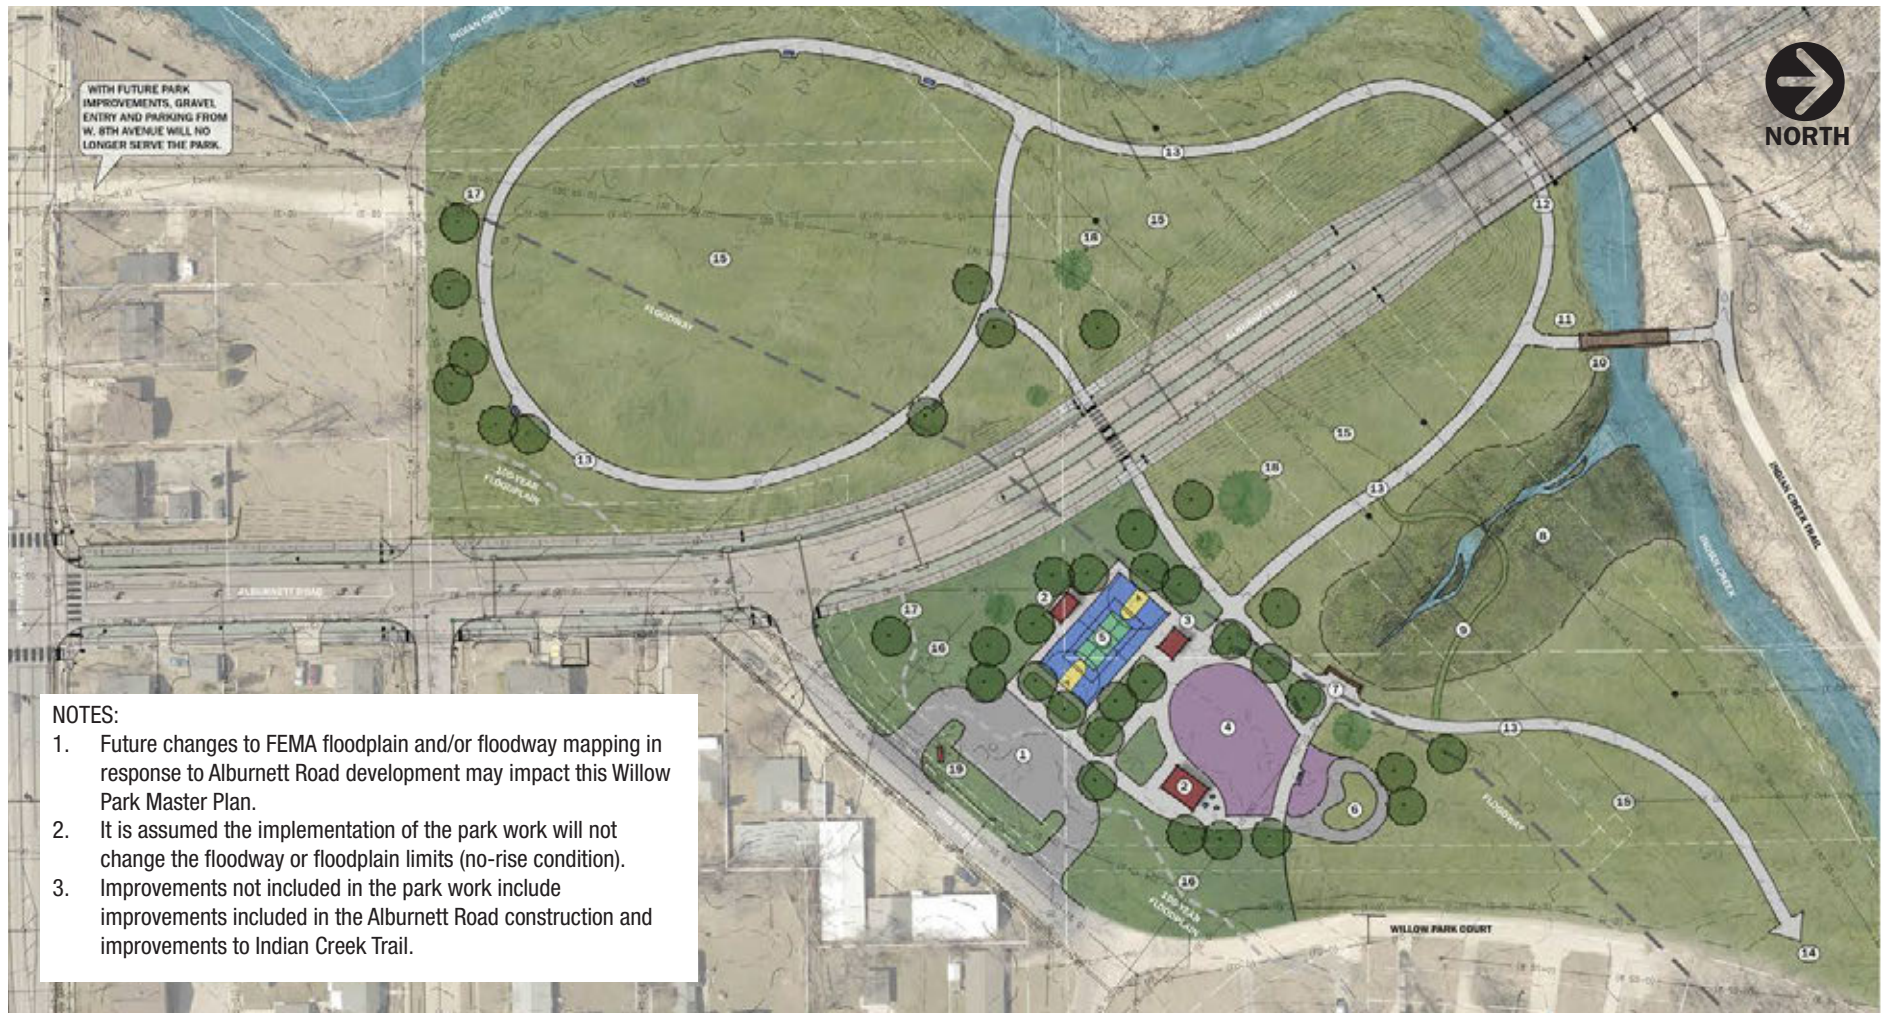 INDIAN CREEK
NORTH
WITH FUTURE PARK
IMPROVEMENTS, GRAVEL
ENTRY AND PARKING FROM
W. 8TH AVENUE WILL NO
LONGER SERVE THE PARK.
13
17
12
15
18
15
FLOODWAY
ALBURNETT ROAD
11
10
15
13
18
13
100-YEAR
FLOODPLAIN
INDIAN CREEK TRAIL
8
INDIAN CREEK
ALBURNETT ROAD
2
17
3
5
9
16
7
4
13
1
19
2
6
15
FLOODWAY
16
100-YEAR
FLOODPLAIN
WILLOW PARK COURT
14
NOTES:
1. Future changes to FEMA floodplain and/or floodway mapping in
response to Alburnett Road development may impact this Willow
Park Master Plan.
2. It is assumed the implementation of the park work will not
change the floodway or floodplain limits (no-rise condition).
3. Improvements not included in the park work include
improvements included in the Alburnett Road construction and
improvements to Indian Creek Trail.